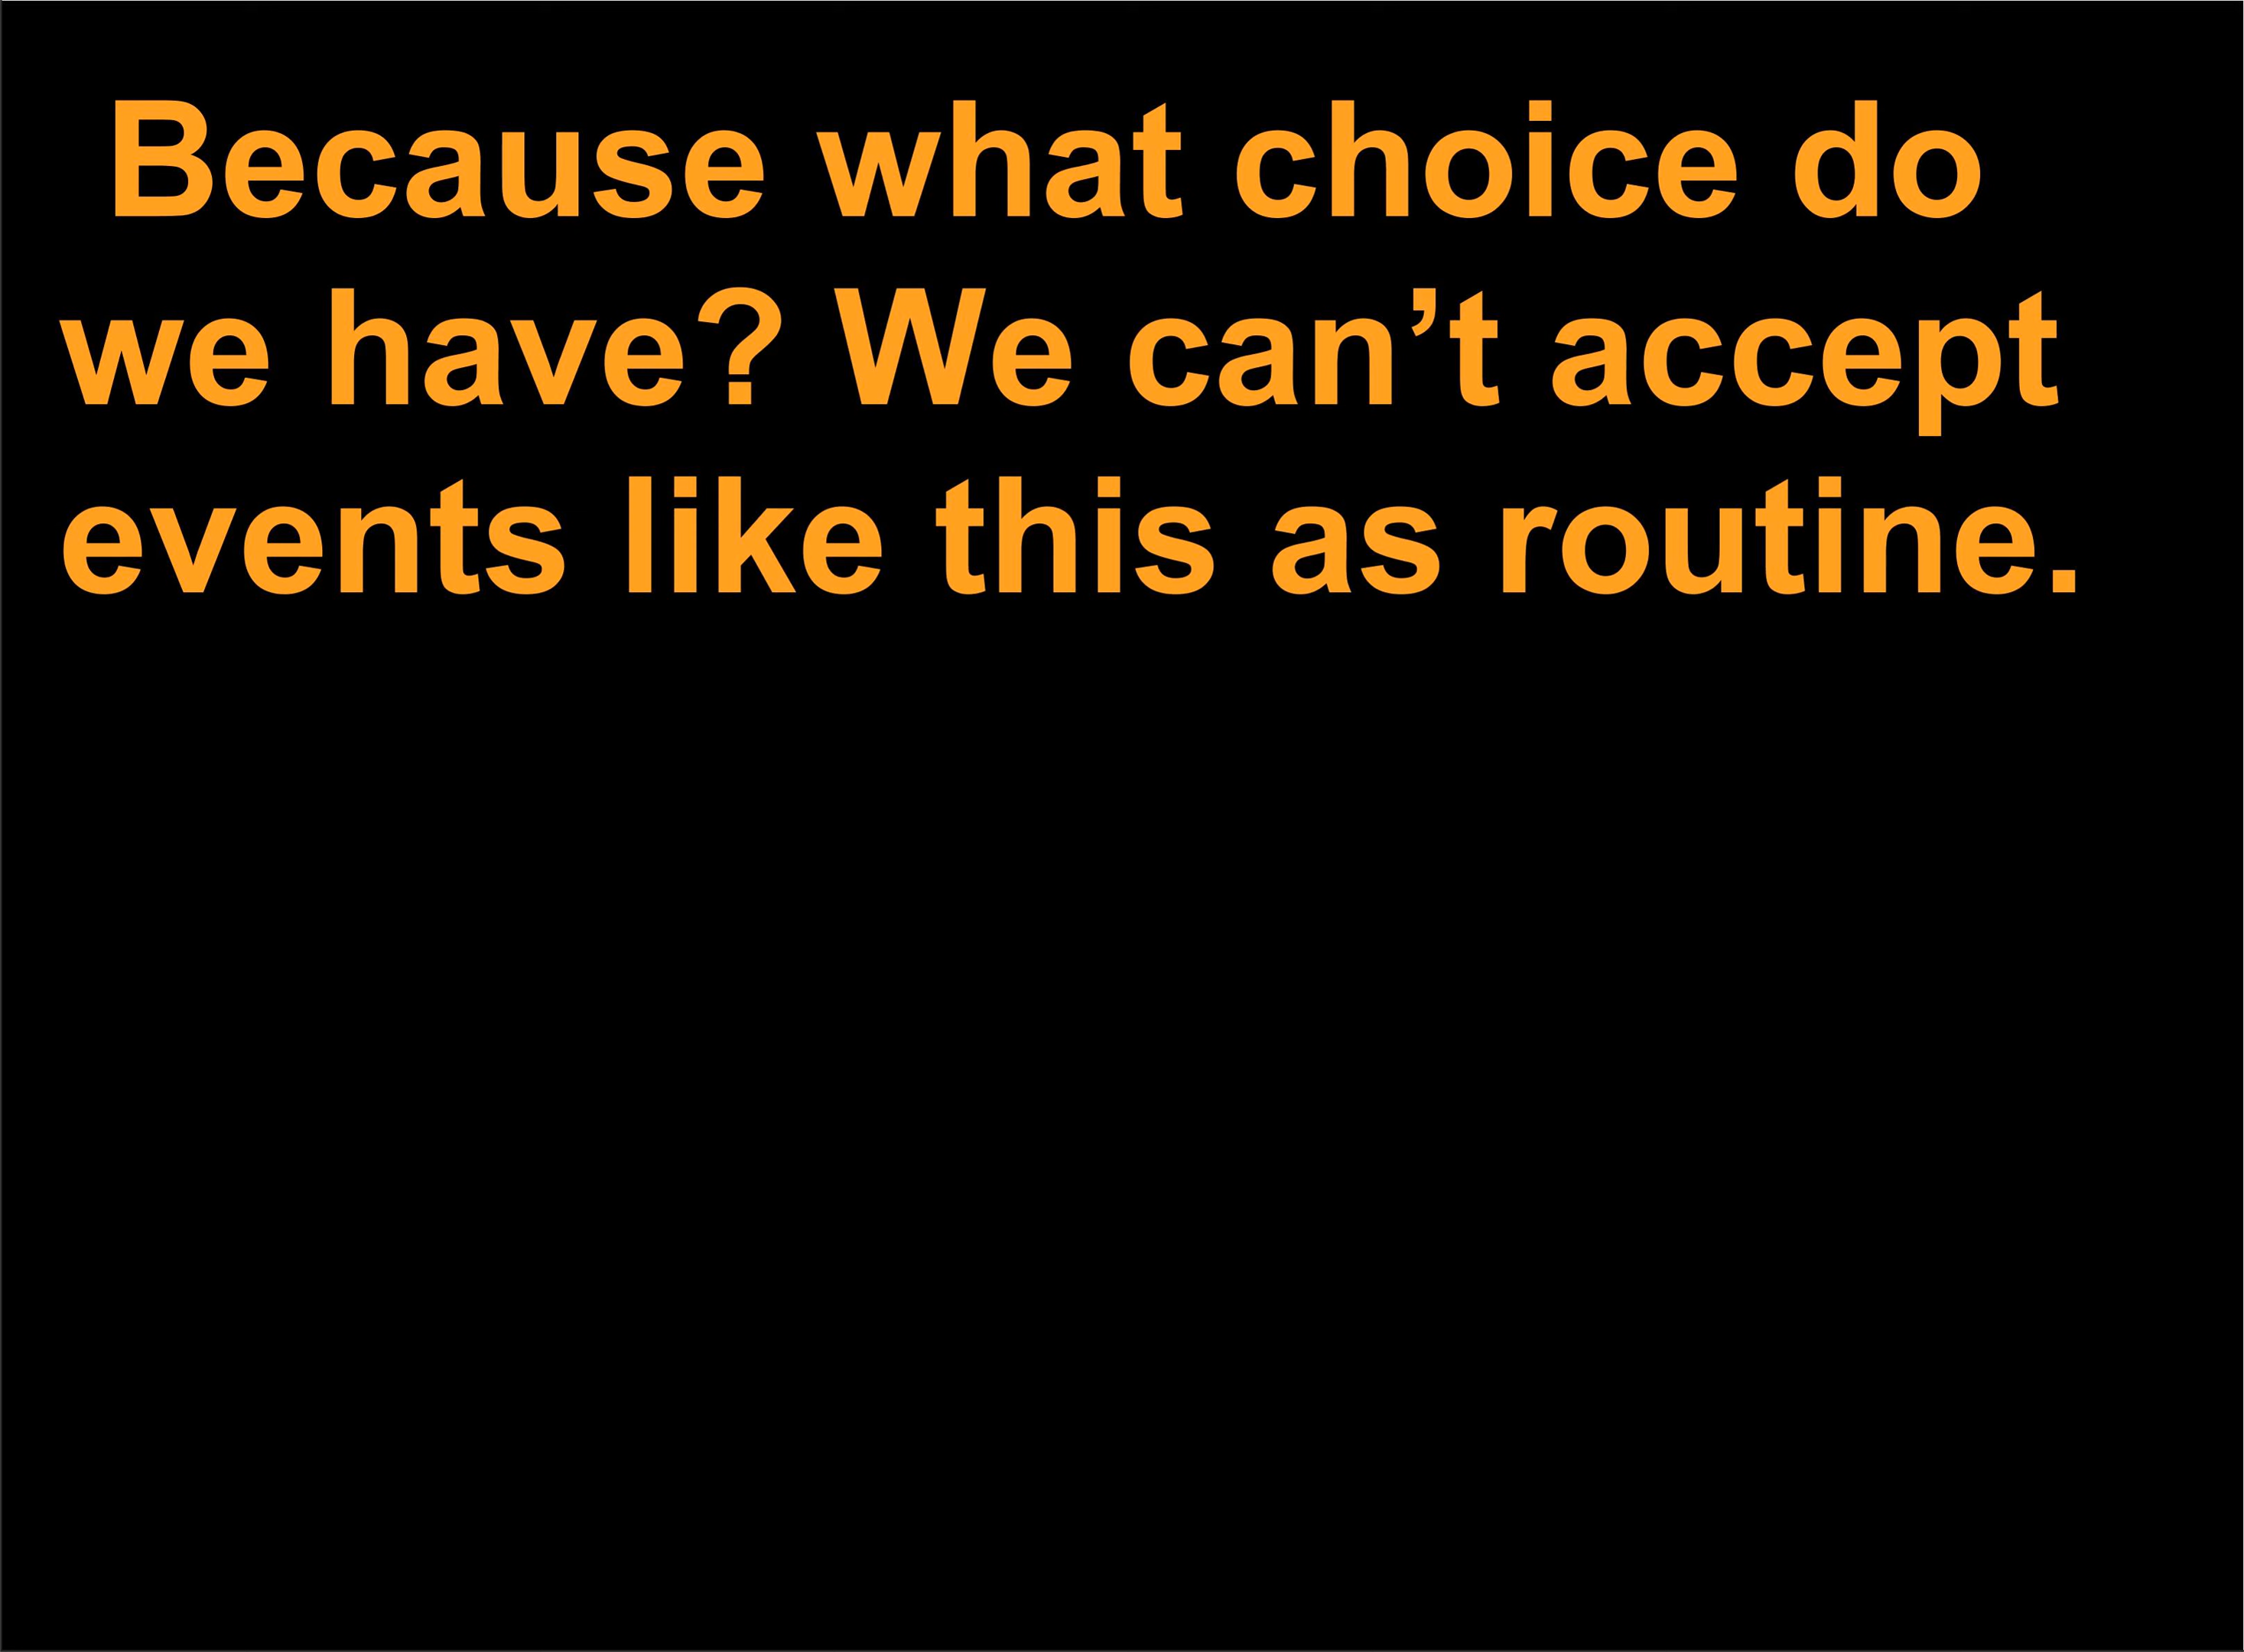 Because what choice do
we have? We can’t accept
events like this as routine.